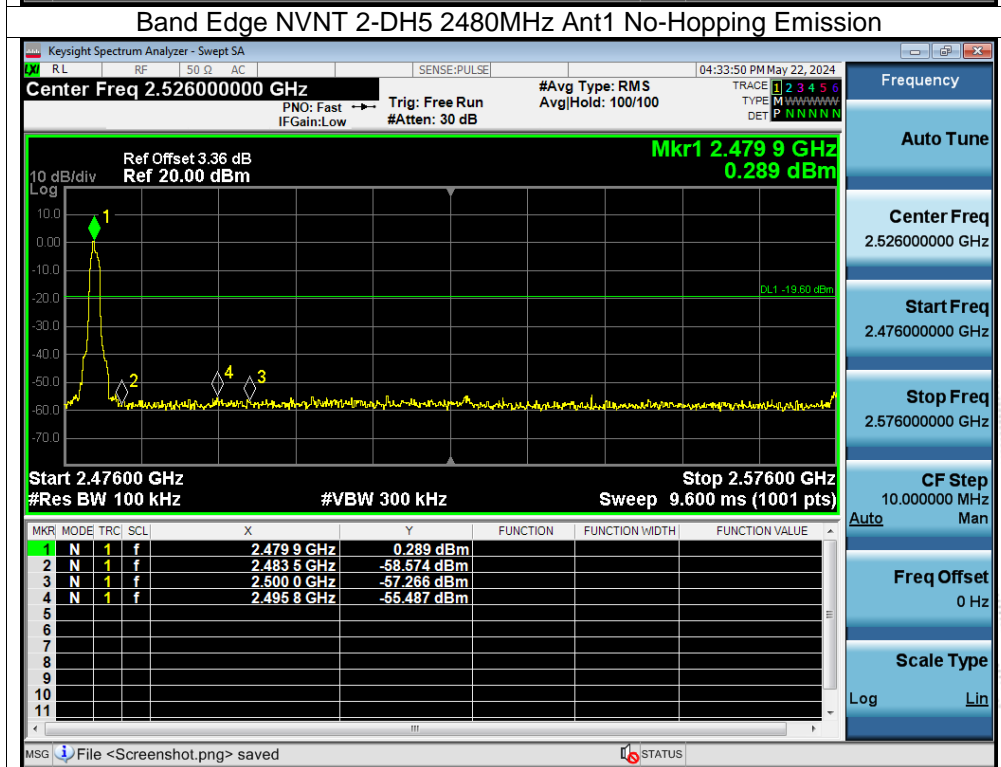 Band Edge NVNT 2-DH5 2480MHz Ant1 No-Hopping Emission
Keysight Spectrum Analyzer - Swept SA
LXI RL RF 50 Ω AC SENSE:PULSE 04:33:50 PM May 22, 2024
Center Freq 2.526000000 GHz #Avg Type: RMS TRACE 1 2 3 4 5 6
PNO: Fast Trig: Free Run Avg|Hold: 100/100 TYPE M WWWWW
IFGain:Low #Atten: 30 dB DET P N N N N N
Ref Offset 3.36 dB Mkr1 2.479 9 GHz
10 dB/div Ref 20.00 dBm 0.289 dBm
Log
10.0
1
0.00
-10.0
-20.0
DL1 -19.60 dBm
-30.0
-40.0
-50.0
2 4 3
-60.0
-70.0
Start 2.47600 GHz Stop 2.57600 GHz
#Res BW 100 kHz #VBW 300 kHz Sweep 9.600 ms (1001 pts)
MKR MODE TRC SCL X Y FUNCTION FUNCTION WIDTH FUNCTION VALUE
1 N 1 f 2.479 9 GHz 0.289 dBm
2 N 1 f 2.483 5 GHz -58.574 dBm
3 N 1 f 2.500 0 GHz -57.266 dBm
4 N 1 f 2.495 8 GHz -55.487 dBm
5
6
7
8
9
10
11
MSG File <Screenshot.png> saved STATUS
Frequency
Auto Tune
Center Freq
2.526000000 GHz
Start Freq
2.476000000 GHz
Stop Freq
2.576000000 GHz
CF Step
10.000000 MHz
Auto Man
Freq Offset
0 Hz
Scale Type
Log Lin